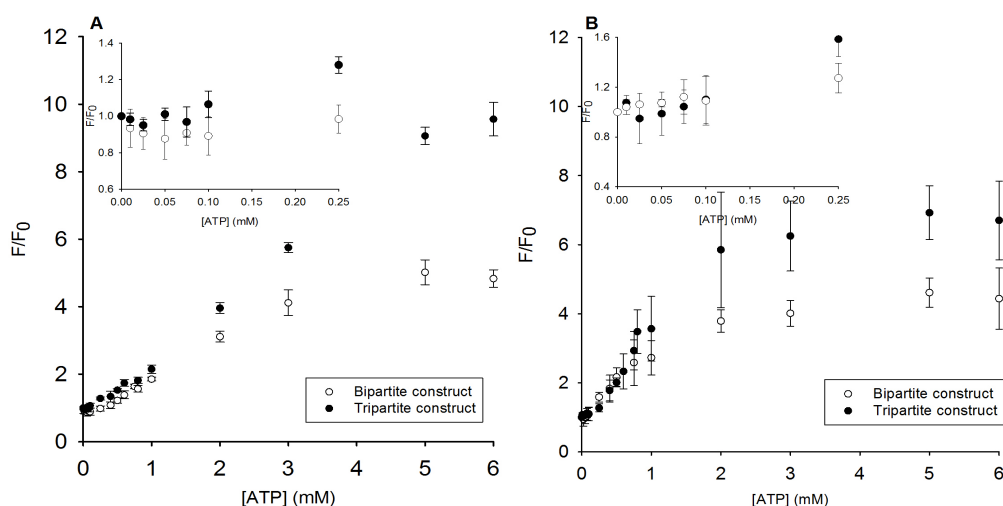 A
12
10
8
6
4
2
0
F/F0
0 1 2 3 4 5 6
[ATP] (mM)
1.4
1.2
1.0
0.8
0.6
F/F0
0.00 0.05 0.10 0.15 0.20 0.25
[ATP] (mM)
Bipartite construct
Tripartite construct
B
12
10
8
6
4
2
0
F/F0
0 1 2 3 4 5 6
[ATP] (mM)
1.6
1.2
0.8
0.4
F/F0
0.00 0.05 0.10 0.15 0.20 0.25
[ATP] (mM)
Bipartite construct
Tripartite construct